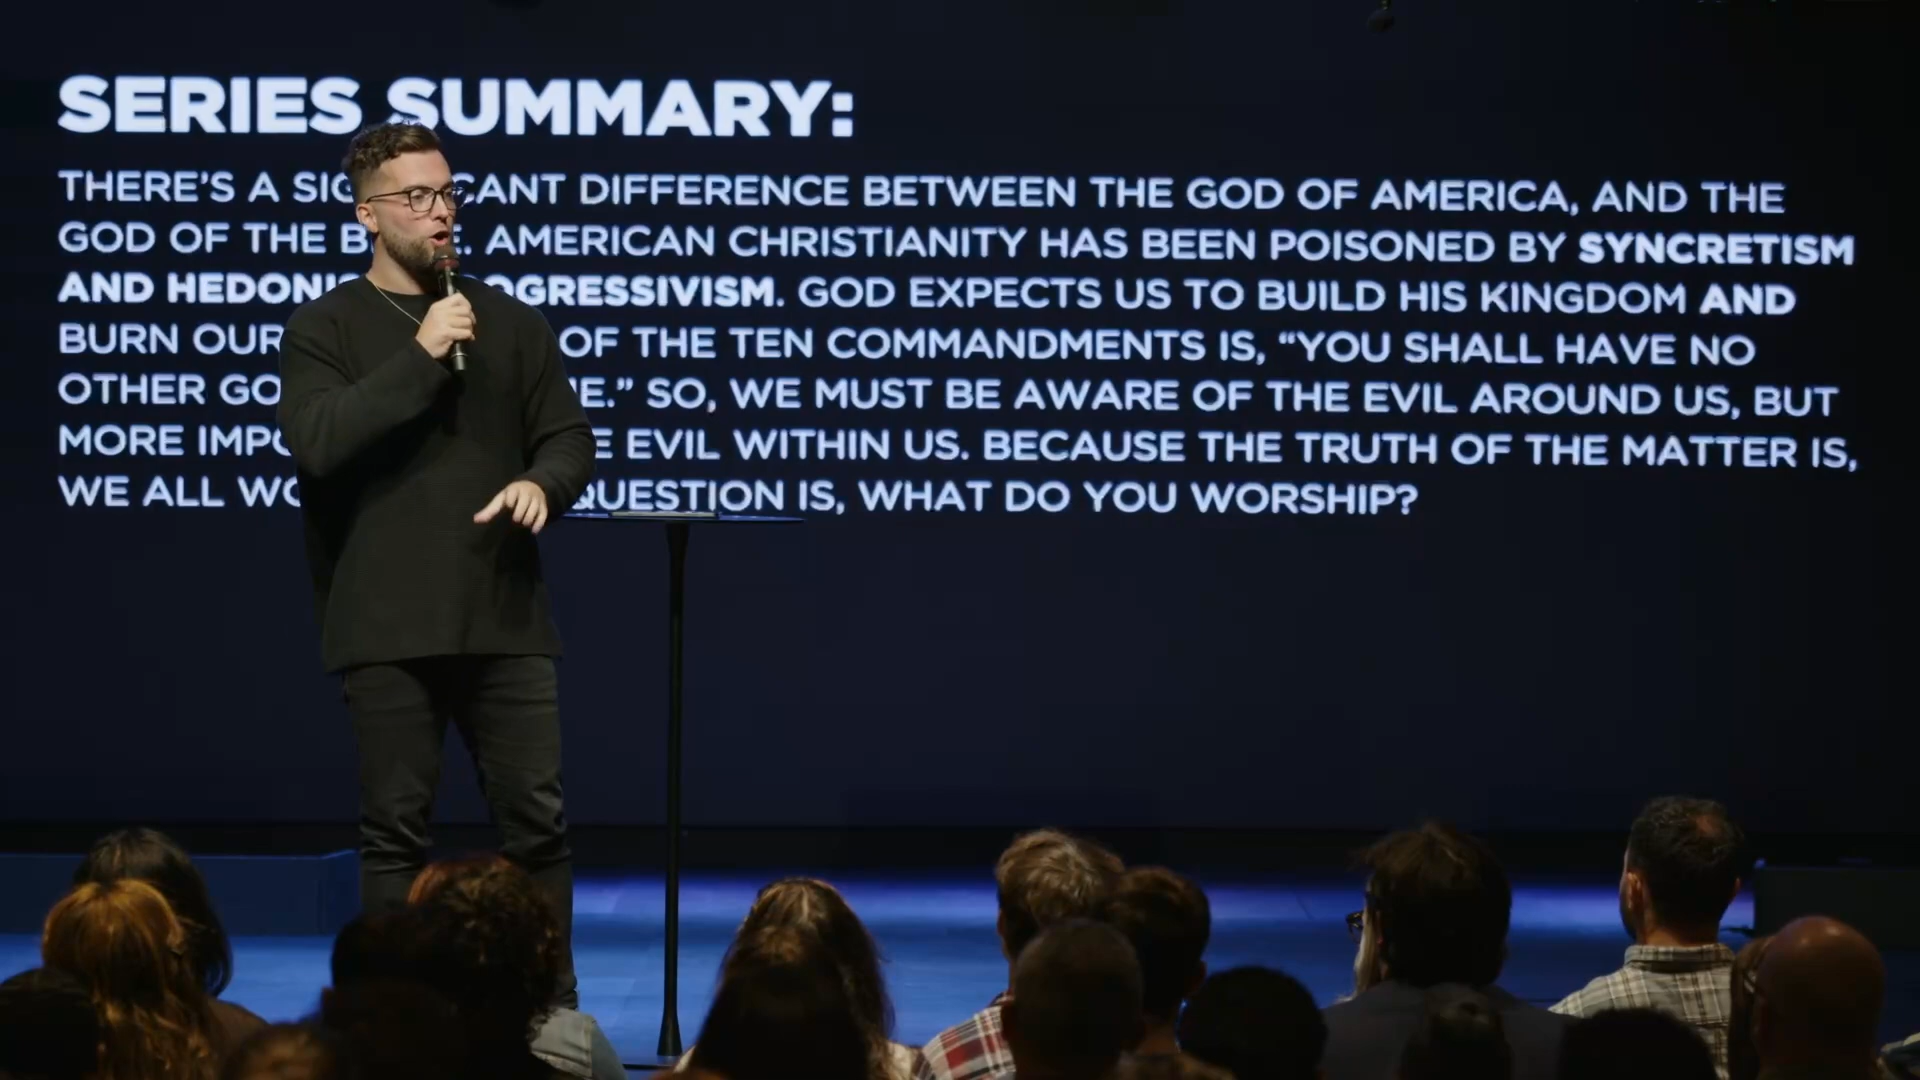 SERIES SUMMARY:
THERE'S A CANT DIFFERENCE BETWEEN THE GOD OF AMERICA, AND THE
GOD OF THE AMERICAN CHRISTIANITY HAS BEEN POISONED BY SYNCRETISM
AND . GOD EXPECTS US TO BUILD HIS KINGDOM AND
BURN OUR OF THE TEN COMMANDMENTS IS, “YOU SHALL HAVE NO
OTHER SO, WE MUST BE AWARE OF THE EVIL AROUND US, BUT
MORE EVIL WITHIN US. BECAUSE THE TRUTH OF THE MATTER IS,
WE ALL QUESTION IS, WHAT DO YOU WORSHIP?